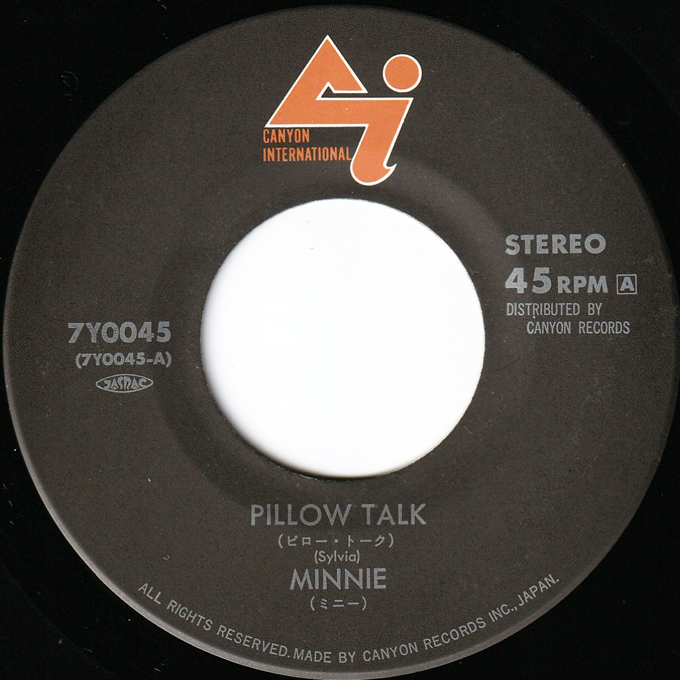 CANYON
INTERNATIONAL
STEREO
45 RPM A
DISTRIBUTED BY
CANYON RECORDS
7Y0045
(7Y0045-A)
JASRAC
PILLOW TALK
(ピロー・トーク)
(Sylvia)
MINNIE
(ミニー)
ALL RIGHTS RESERVED. MADE BY CANYON RECORDS INC., JAPAN.